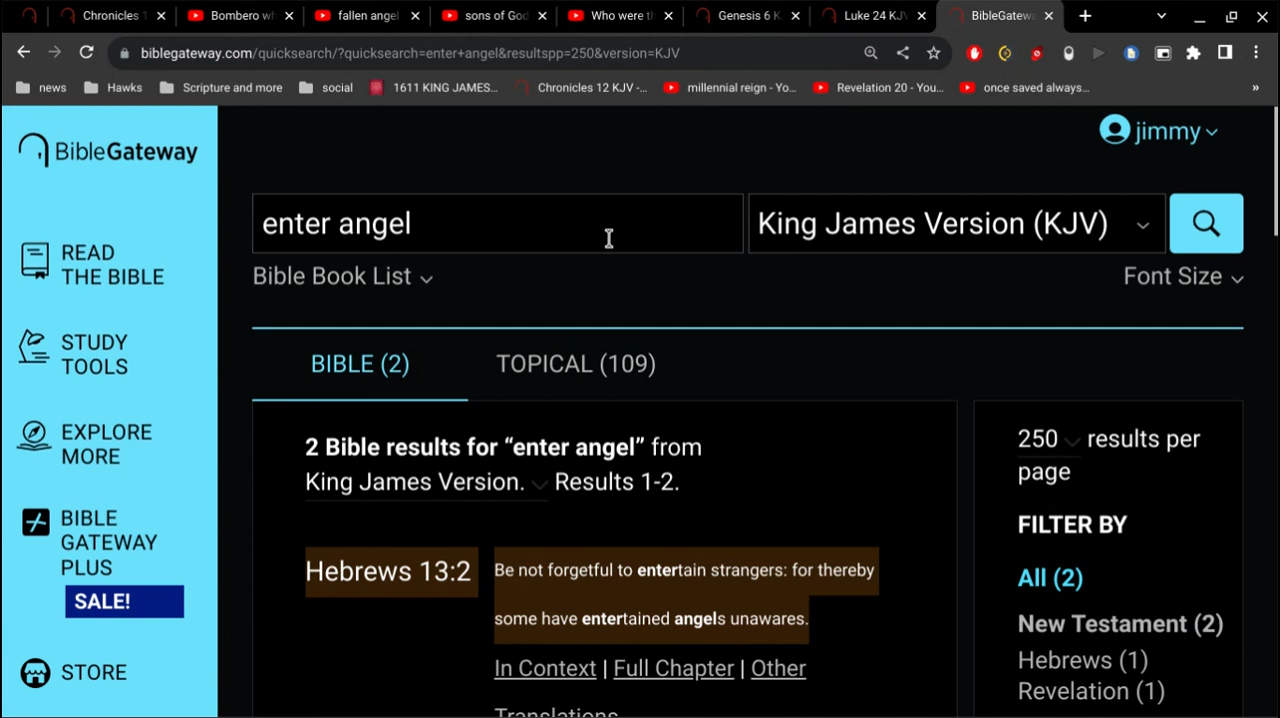 Chronicles 1
Bombero wh
fallen angel
sons of God
Who were th
Genesis 6 K
Luke 24 KJV
BibleGatewa
biblegateway.com/quicksearch/?quicksearch=enter+angel&resultspp=250&version=KJV
news
Hawks
Scripture and more
social
1611 KING JAMES...
Chronicles 12 KJV -...
millennial reign - Yo...
Revelation 20 - You...
once saved always...
»
BibleGateway
jimmy
enter angel
King James Version (KJV)
Bible Book List
Font Size
READ
THE BIBLE
STUDY
TOOLS
EXPLORE
MORE
BIBLE
GATEWAY
PLUS
SALE!
STORE
BIBLE (2)
TOPICAL (109)
2 Bible results for “enter angel” from
King James Version. Results 1-2.
Hebrews 13:2
Be not forgetful to entertain strangers: for thereby
some have entertained angels unawares.
In Context | Full Chapter | Other
Translations
250 results per
page
FILTER BY
All (2)
New Testament (2)
Hebrews (1)
Revelation (1)